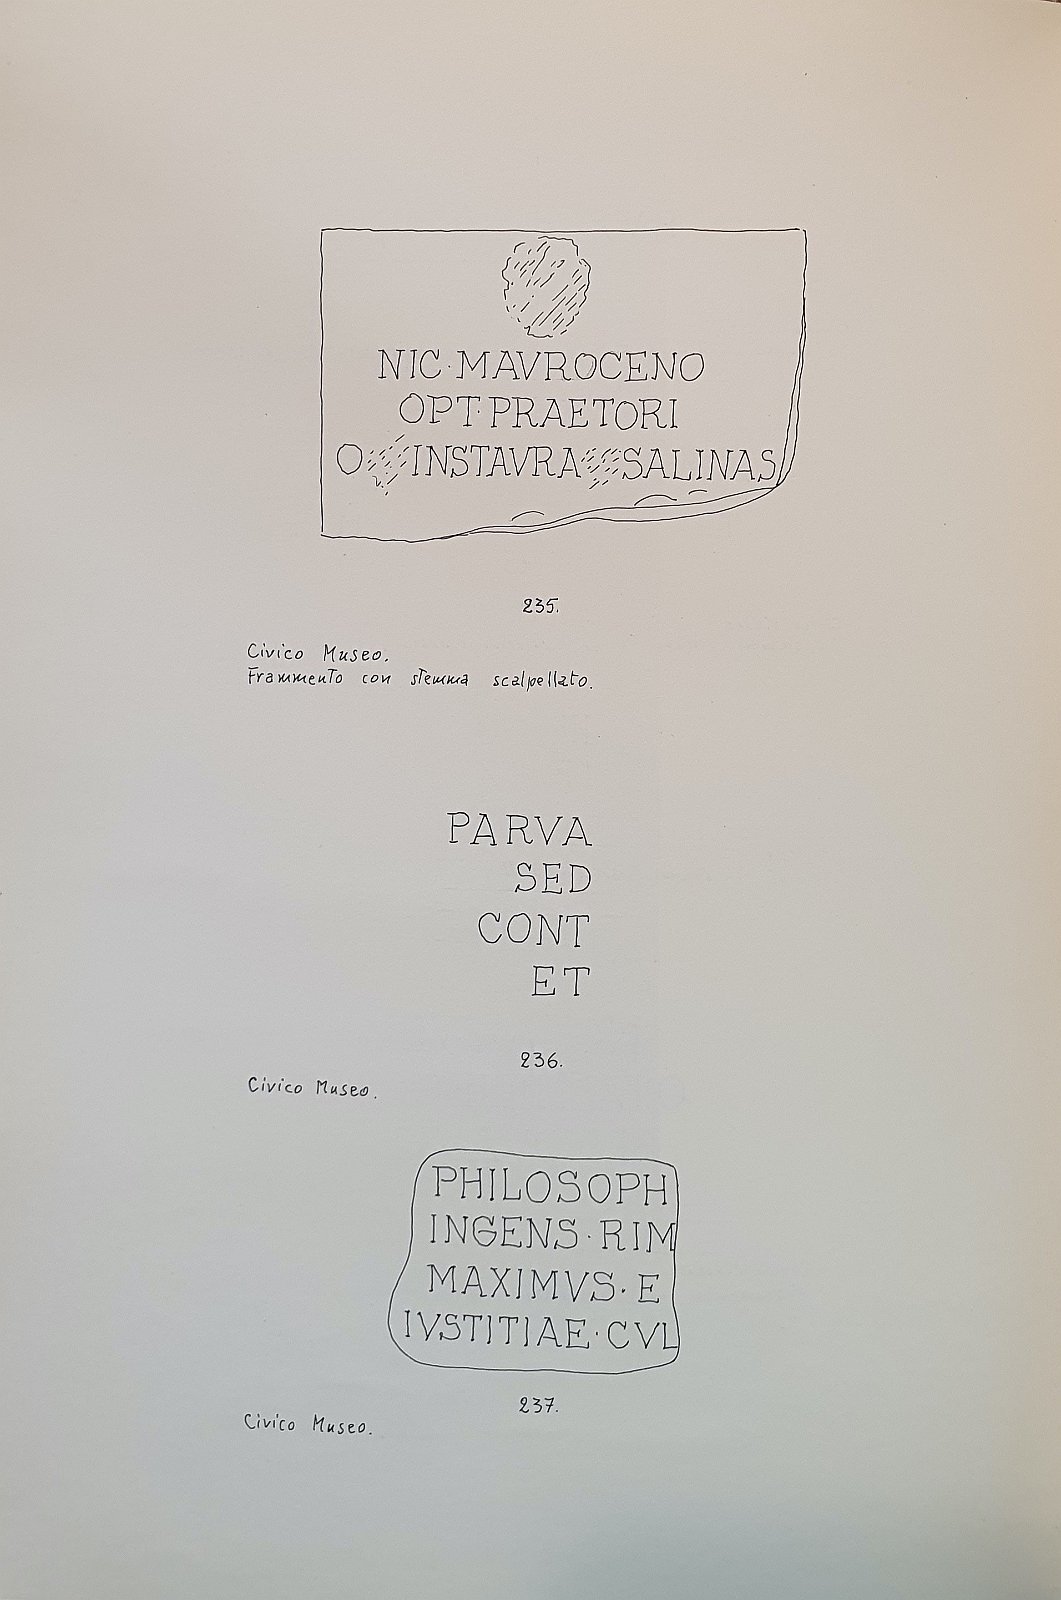 NIC·MAVROCENO
OPT·PRAETORI
O INSTAVRA SALINAS
235.
Civico Museo.
Frammento con stemma scalpellato.
PARVA
SED
CONT
ET
236.
Civico Museo.
PHILOSOPH
INGENS·RIM
MAXIMVS·E
IVSTITIAE·CVL
237.
Civico Museo.